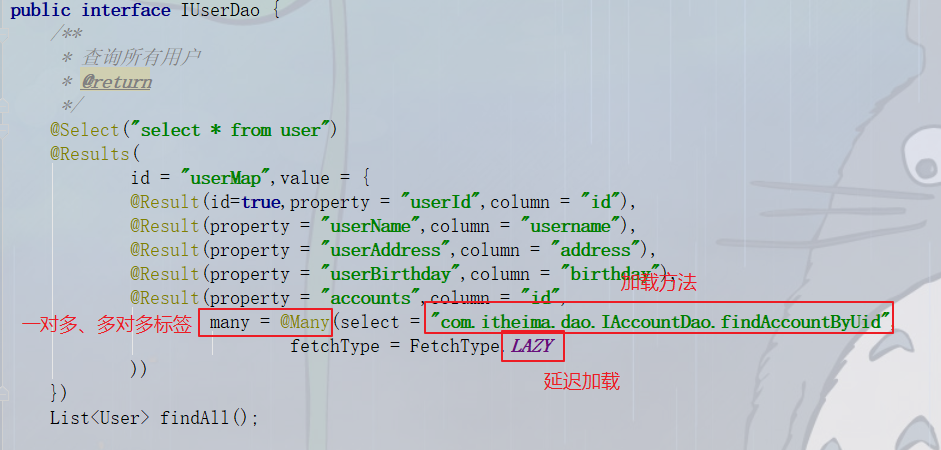 public interface IUserDao {
/**
* 查询所有用户
* @return
*/
@Select("select * from user")
@Results(
id = "userMap",value = {
@Result(id=true,property = "userId",column = "id"),
@Result(property = "userName",column = "username"),
@Result(property = "userAddress",column = "address"),
@Result(property = "userBirthday",column = "birthday"),
加载方法
@Result(property = "accounts",column = "id",
一对多、多对多标签 many = @Many(select = "com.itheima.dao.IAccountDao.findAccountByUid"
fetchType = FetchType.LAZY
))
延迟加载
})
List<User> findAll();